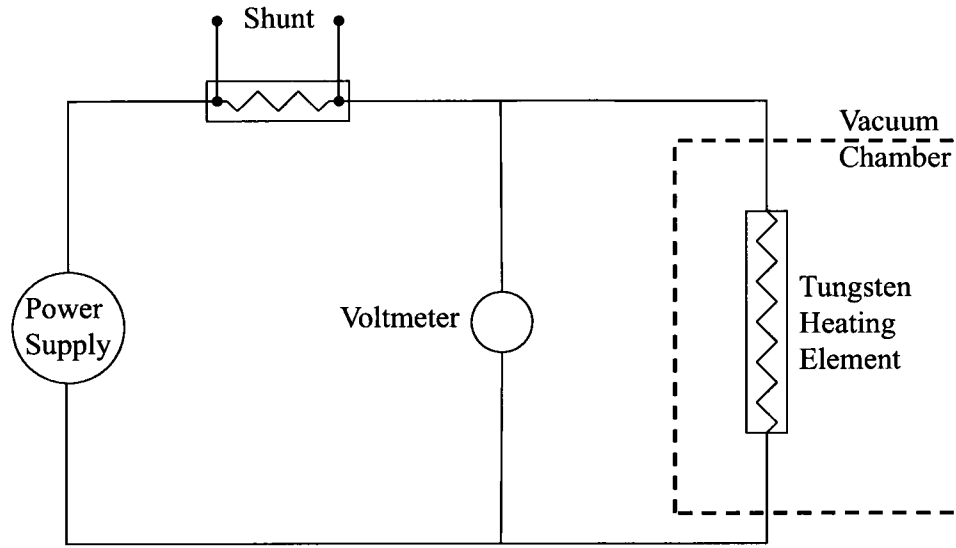 Shunt
Vacuum
Chamber
Power
Supply
Voltmeter
Tungsten
Heating
Element